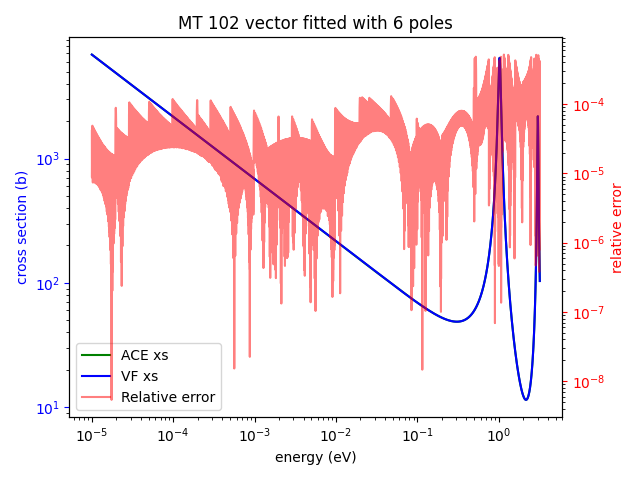 MT 102 vector fitted with 6 poles
cross section (b)
10³
10²
10¹
10⁻⁴
10⁻⁵
10⁻⁶
10⁻⁷
10⁻⁸
relative error
ACE xs
VF xs
Relative error
10⁻⁵ 10⁻⁴ 10⁻³ 10⁻² 10⁻¹ 10⁰
energy (eV)